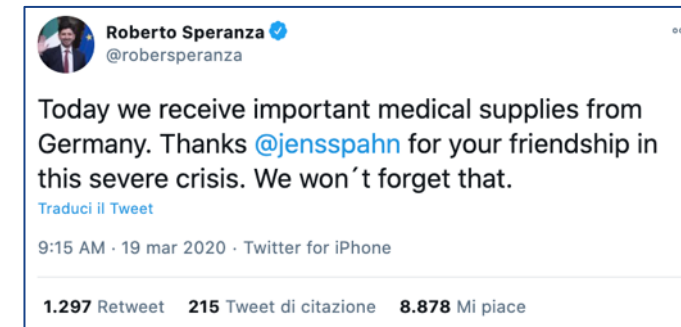 Roberto Speranza
@robersperanza
Today we receive important medical supplies from
Germany. Thanks @jensspahn for your friendship in
this severe crisis. We won´t forget that.
Traduci il Tweet
9:15 AM · 19 mar 2020 · Twitter for iPhone
1.297 Retweet 215 Tweet di citazione 8.878 Mi piace